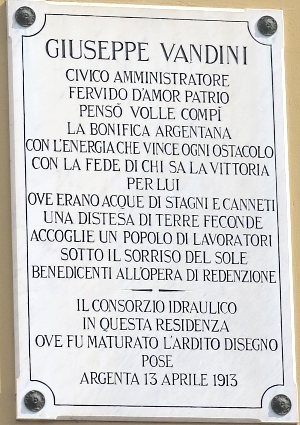 GIUSEPPE VANDINI
CIVICO AMMINISTRATORE
FERVIDO D'AMOR PATRIO
PENSÒ VOLLE COMPÌ
LA BONIFICA ARGENTANA
CON L'ENERGIA CHE VINCE OGNI OSTACOLO
CON LA FEDE DI CHI SA LA VITTORIA
PER LUI
OVE ERANO ACQUE DI STAGNI E CANNETI
UNA DISTESA DI TERRE FECONDE
ACCOGLIE UN POPOLO DI LAVORATORI
SOTTO IL SORRISO DEL SOLE
BENEDICENTI ALL'OPERA DI REDENZIONE
IL CONSORZIO IDRAULICO
IN QUESTA RESIDENZA
OVE FU MATURATO L'ARDITO DISEGNO
POSE
ARGENTA 13 APRILE 1913